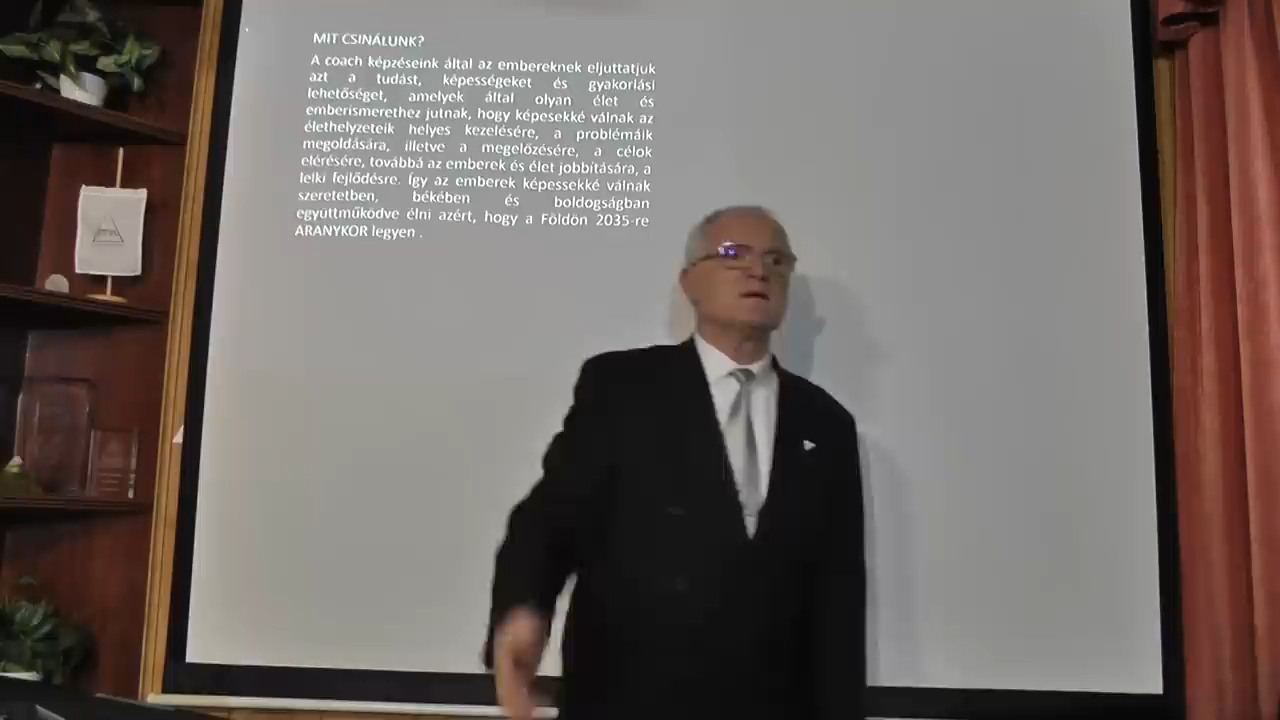 MIT CSINÁLUNK?
A coach képzéseink által az embereknek eljuttatjuk
azt a tudást, képességeket és gyakorlási
lehetőséget, amelyek által olyan élet és
emberismerethez jutnak, hogy képesekké válnak az
élethelyzeteik helyes kezelésére, a problémáik
megoldására, illetve a megelőzésére, a célok
elérésére, továbbá az emberek és élet jobbítására, a
lelki fejlődésre. Így az emberek képessekké válnak
szeretetben, békében és boldogságban
együttműködve élni azért, hogy a Földön 2035-re
ARANYKOR legyen .